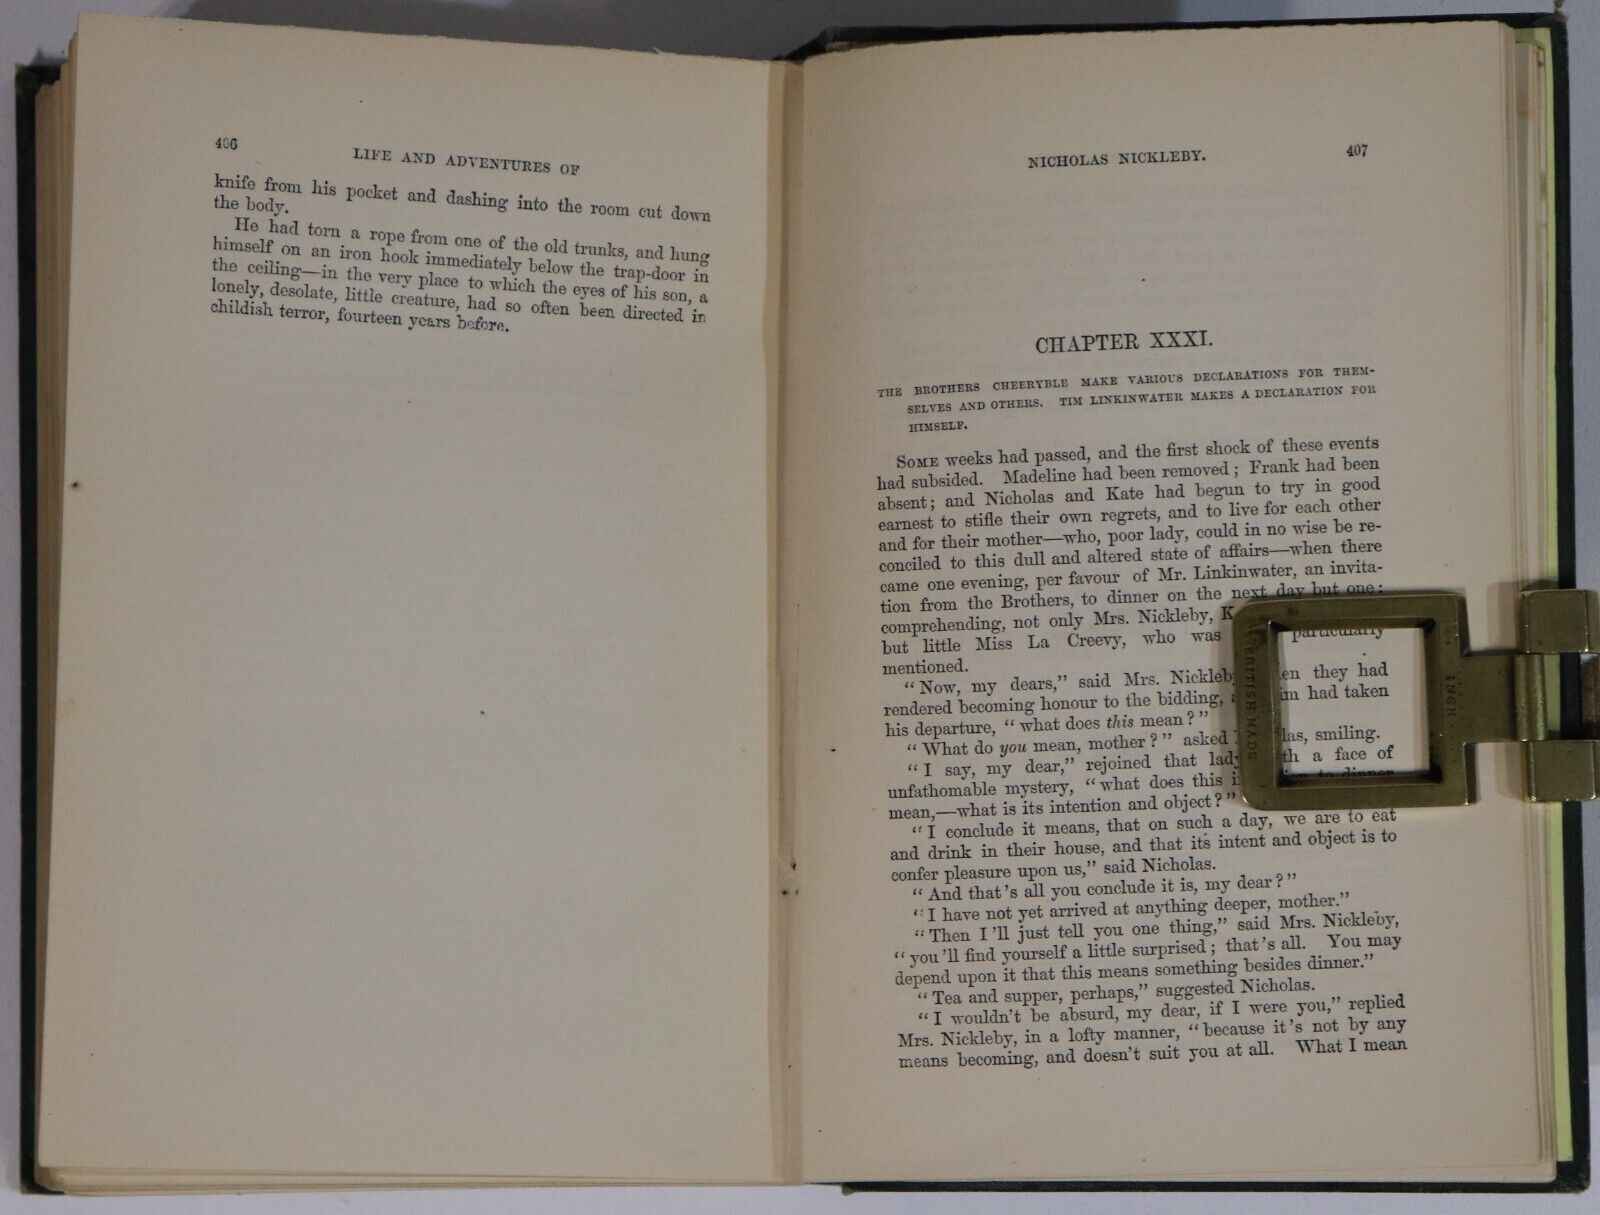 406
LIFE AND ADVENTURES OF
knife from his pocket and dashing into the room cut down
the body.
He had torn a rope from one of the old trunks, and hung
himself on an iron hook immediately below the trap-door in
the ceiling—in the very place to which the eyes of his son, a
lonely, desolate, little creature, had so often been directed in
childish terror, fourteen years before.
NICHOLAS NICKLEBY. 407
CHAPTER XXXI.
THE BROTHERS CHEERYBLE MAKE VARIOUS DECLARATIONS FOR THEM-
SELVES AND OTHERS. TIM LINKINWATER MAKES A DECLARATION FOR
HIMSELF.
SOME weeks had passed, and the first shock of these events
had subsided. Madeline had been removed; Frank had been
absent; and Nicholas and Kate had begun to try in good
earnest to stifle their own regrets, and to live for each other
and for their mother—who, poor lady, could in no wise be re-
conciled to this dull and altered state of affairs—when there
came one evening, per favour of Mr. Linkinwater, an invita-
tion from the Brothers, to dinner on the next day but one:
comprehending, not only Mrs. Nickleby, K
but little Miss La Creevy, who was particularly
mentioned.
"Now, my dears," said Mrs. Nickleby en they had
rendered becoming honour to the bidding, im had taken
his departure, "what does this mean?"
"What do you mean, mother?" asked las, smiling.
"I say, my dear," rejoined that lady th a face of
unfathomable mystery, "what does this to dinner
mean,—what is its intention and object?"
"I conclude it means, that on such a day, we are to eat
and drink in their house, and that its intent and object is to
confer pleasure upon us," said Nicholas.
"And that's all you conclude it is, my dear?"
"I have not yet arrived at anything deeper, mother."
"Then I'll just tell you one thing," said Mrs. Nickleby,
"you'll find yourself a little surprised; that's all. You may
depend upon it that this means something besides dinner."
"Tea and supper, perhaps," suggested Nicholas.
"I wouldn't be absurd, my dear, if I were you," replied
Mrs. Nickleby, in a lofty manner, "because it's not by any
means becoming, and doesn't suit you at all. What I mean
BRITISH MADE